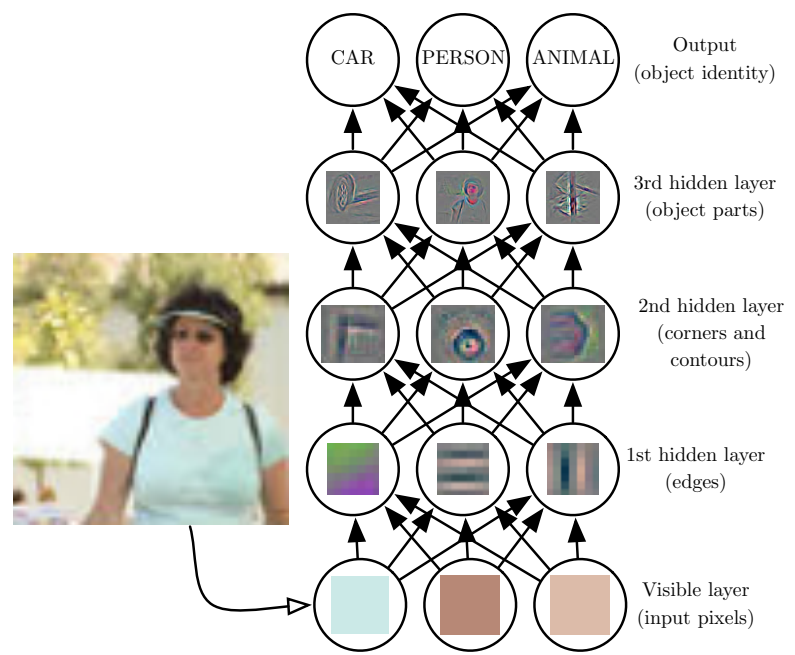 CAR
PERSON
ANIMAL
Output
(object identity)
3rd hidden layer
(object parts)
2nd hidden layer
(corners and
contours)
1st hidden layer
(edges)
Visible layer
(input pixels)